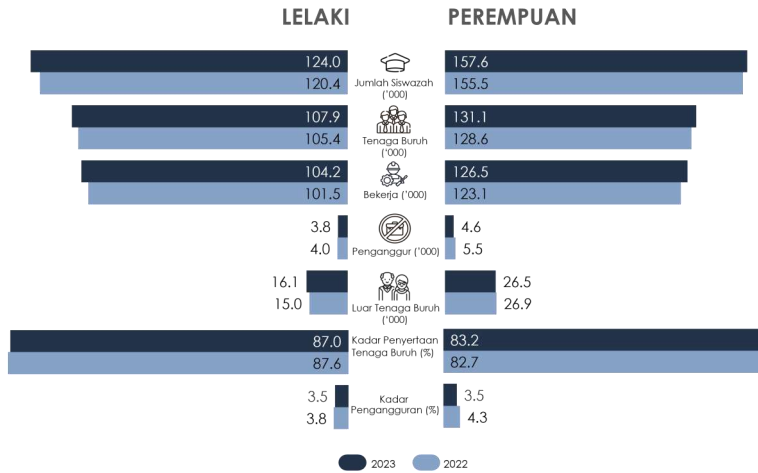 LELAKI PEREMPUAN
124.0 157.6
120.4 155.5
Jumlah Siswazah
('000)
107.9 131.1
105.4 128.6
Tenaga Buruh
('000)
104.2 126.5
101.5 123.1
Bekerja ('000)
3.8 4.6
4.0 5.5
Penganggur ('000)
16.1 26.5
15.0 26.9
Luar Tenaga Buruh
('000)
87.0 Kadar Penyertaan 83.2
87.6 Tenaga Buruh (%) 82.7
3.5 Kadar 3.5
3.8 Pengangguran (%) 4.3
2023 2022